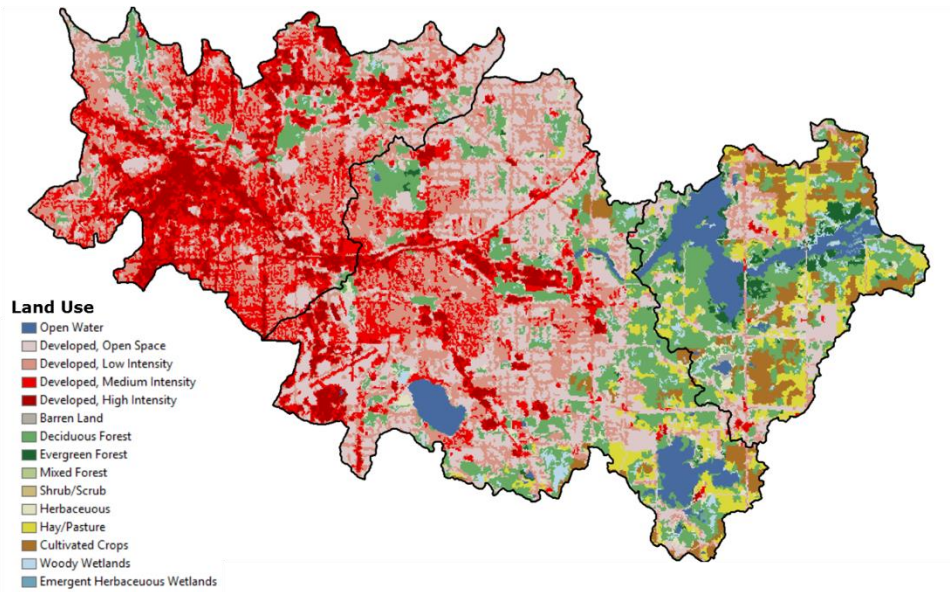 Land Use
Open Water
Developed, Open Space
Developed, Low Intensity
Developed, Medium Intensity
Developed, High Intensity
Barren Land
Deciduous Forest
Evergreen Forest
Mixed Forest
Shrub/Scrub
Herbaceuous
Hay/Pasture
Cultivated Crops
Woody Wetlands
Emergent Herbaceuous Wetlands